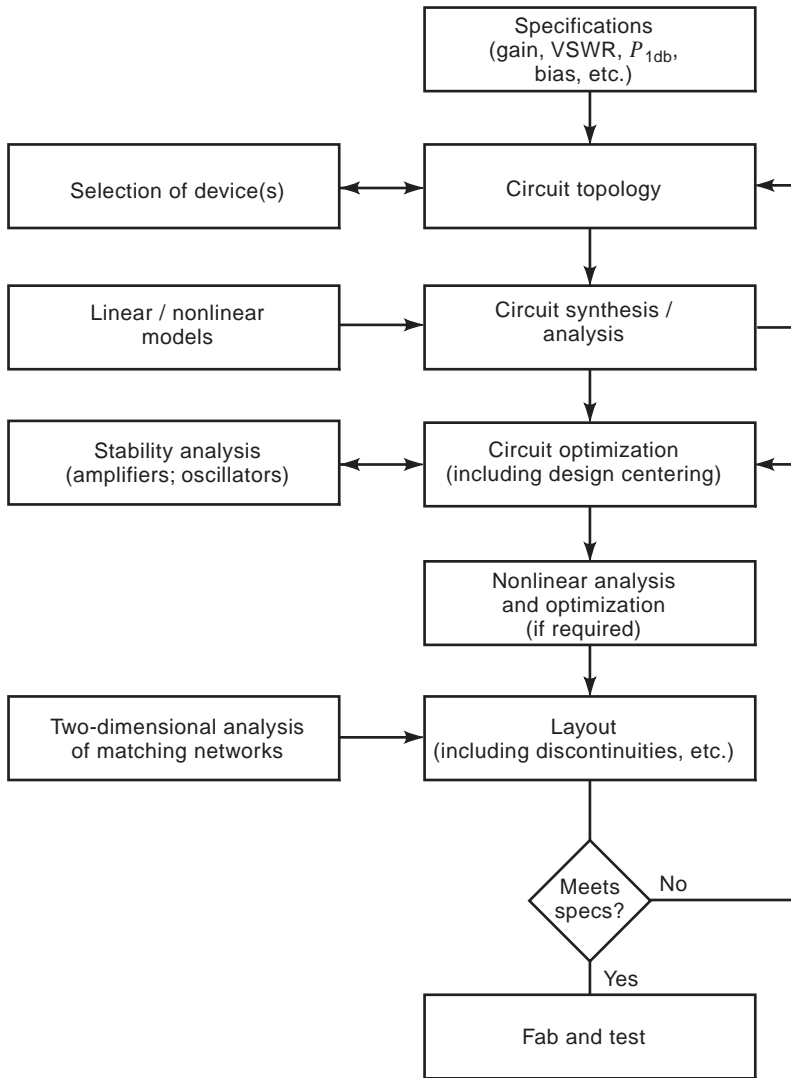 Specifications
(gain, VSWR, P1db,
bias, etc.)
Selection of device(s)
Circuit topology
Linear / nonlinear
models
Circuit synthesis /
analysis
Stability analysis
(amplifiers; oscillators)
Circuit optimization
(including design centering)
Nonlinear analysis
and optimization
(if required)
Two-dimensional analysis
of matching networks
Layout
(including discontinuities, etc.)
Meets
specs?
No
Yes
Fab and test